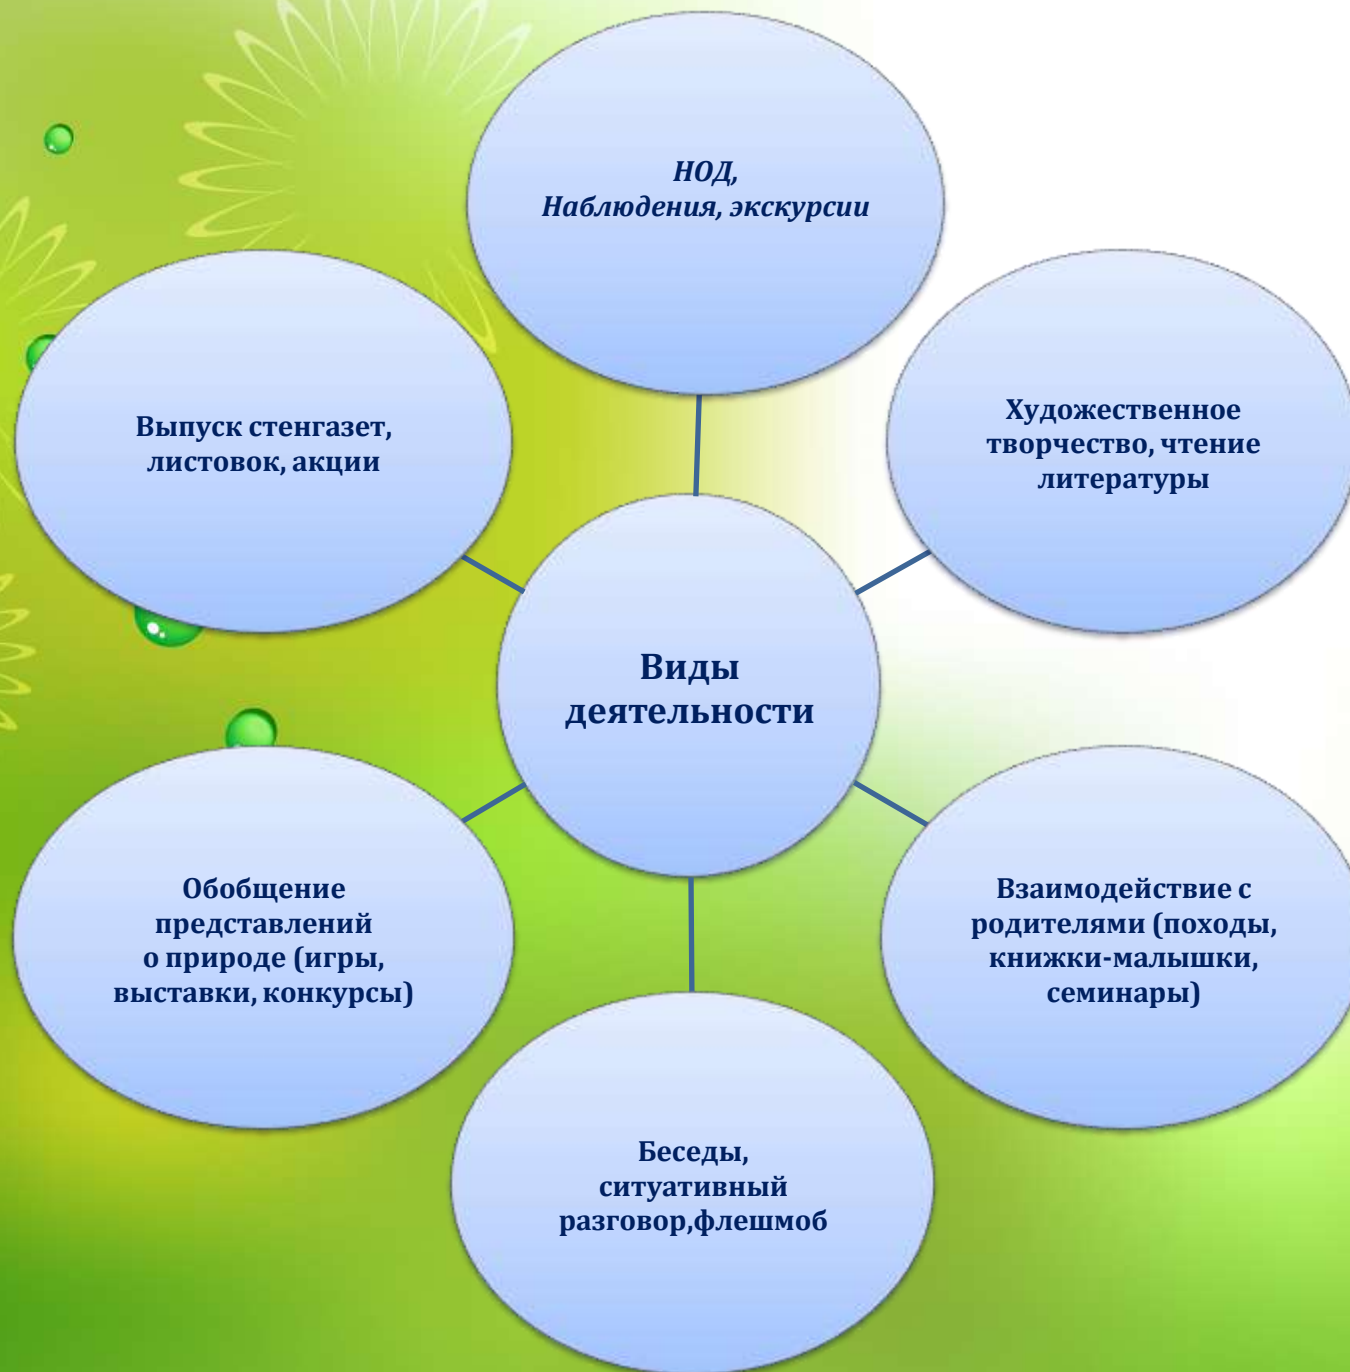 НОД,
Наблюдения, экскурсии
Художественное
творчество, чтение
литературы
Взаимодействие с
родителями (походы,
книжки-малышки,
семинары)
Беседы,
ситуативный
разговор,флешмоб
Обобщение
представлений
о природе (игры,
выставки, конкурсы)
Выпуск стенгазет,
листовок, акции
Виды
деятельности